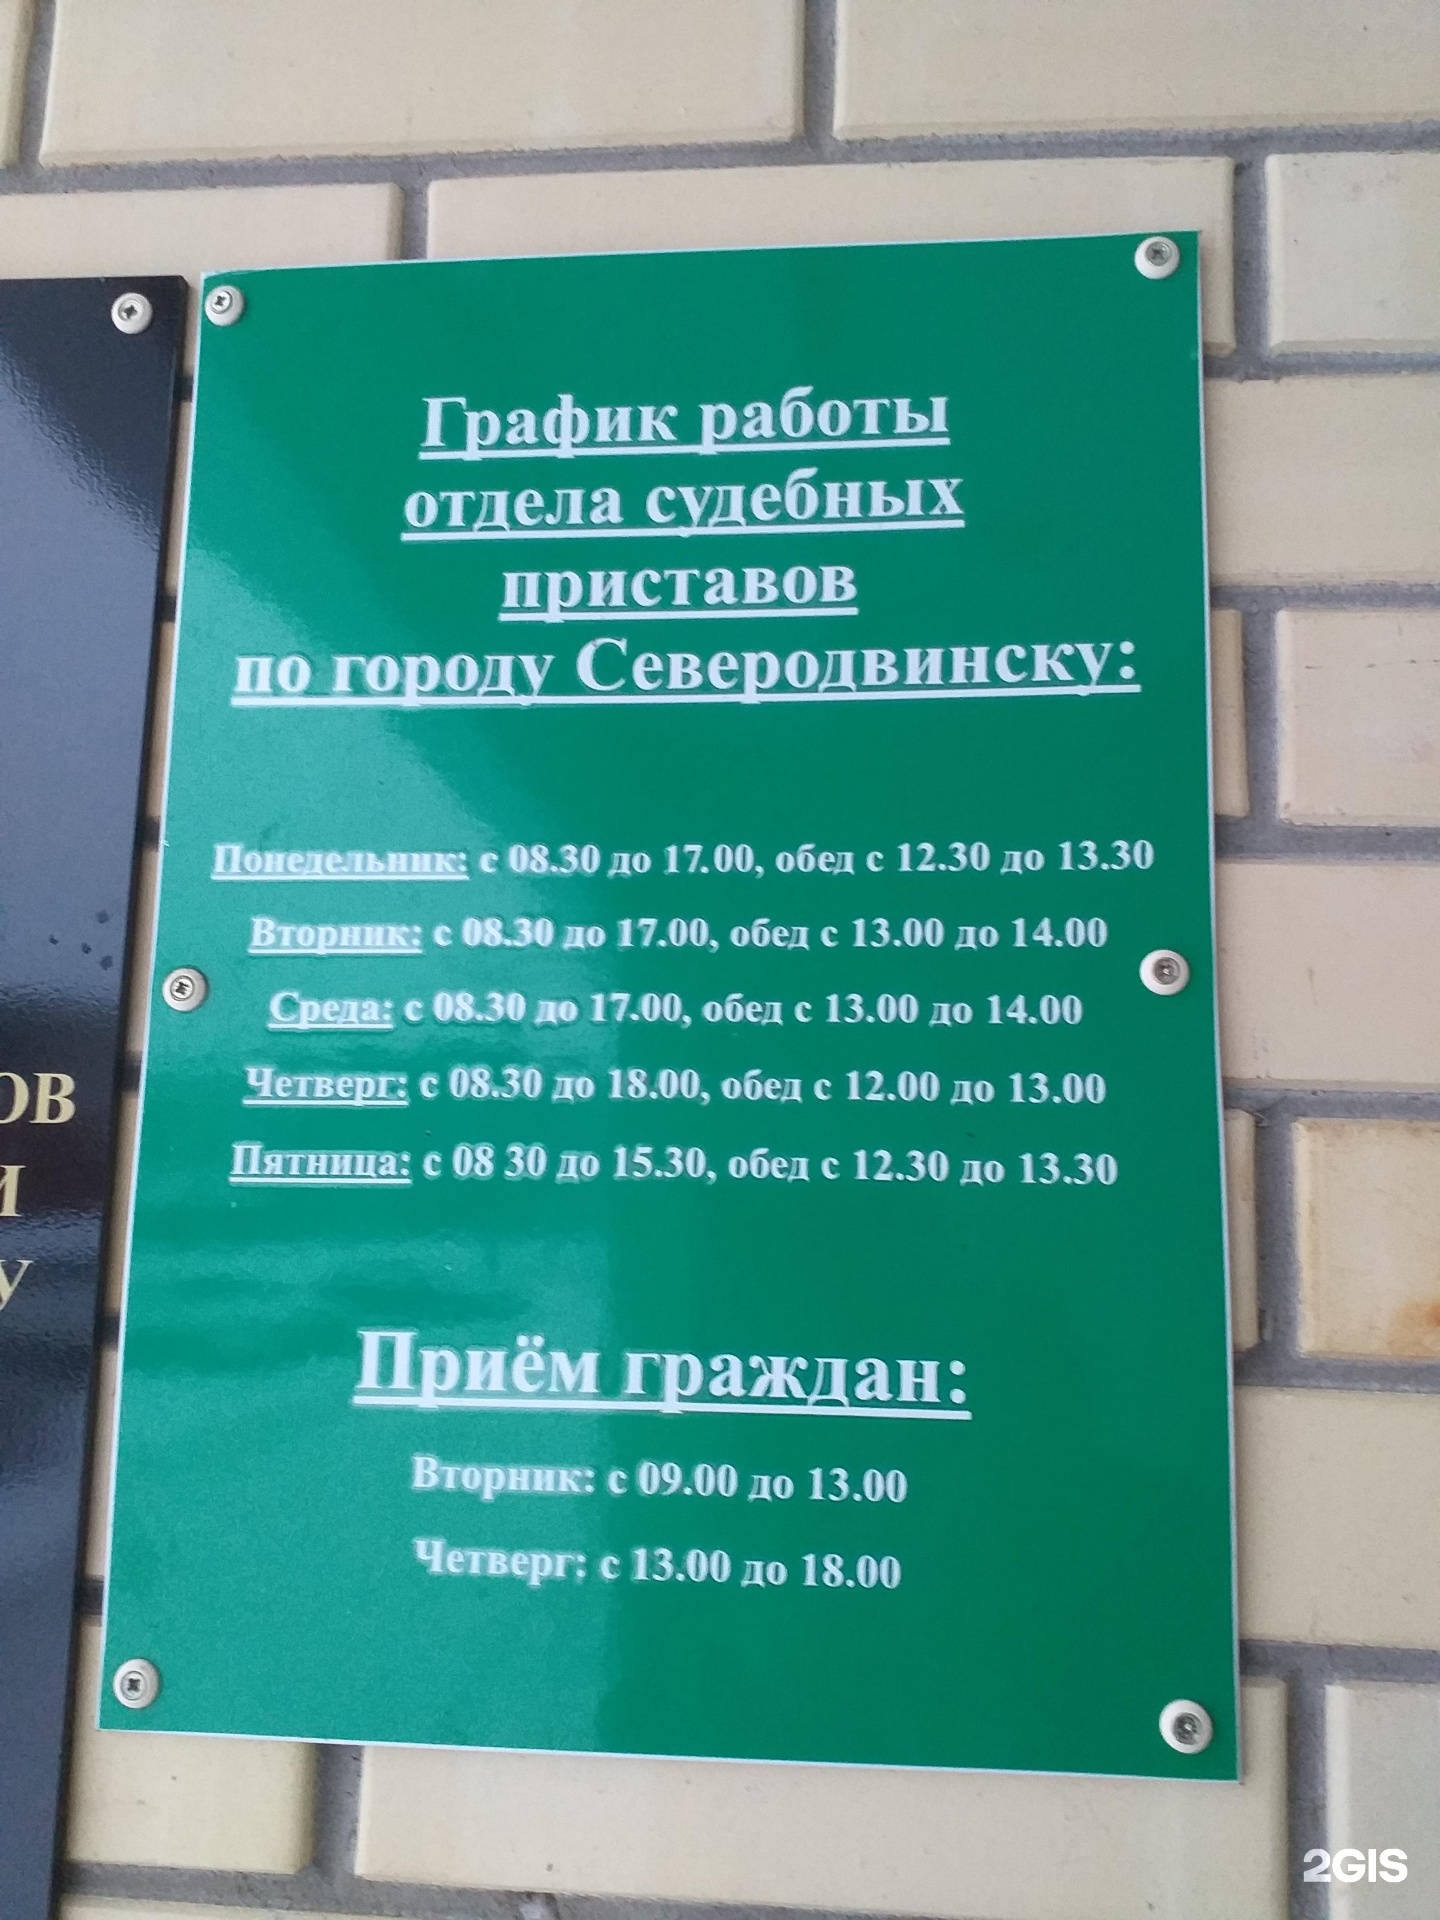 График работы
отдела судебных
приставов
по городу Северодвинску:
Понедельник: с 08.30 до 17.00, обед с 12.30 до 13.30
Вторник: с 08.30 до 17.00, обед с 13.00 до 14.00
Среда: с 08.30 до 17.00, обед с 13.00 до 14.00
Четверг: с 08.30 до 18.00, обед с 12.00 до 13.00
Пятница: с 08 30 до 15.30, обед с 12.30 до 13.30
Приём граждан:
Вторник: с 09.00 до 13.00
Четверг: с 13.00 до 18.00
ОВ
И
У
2GIS